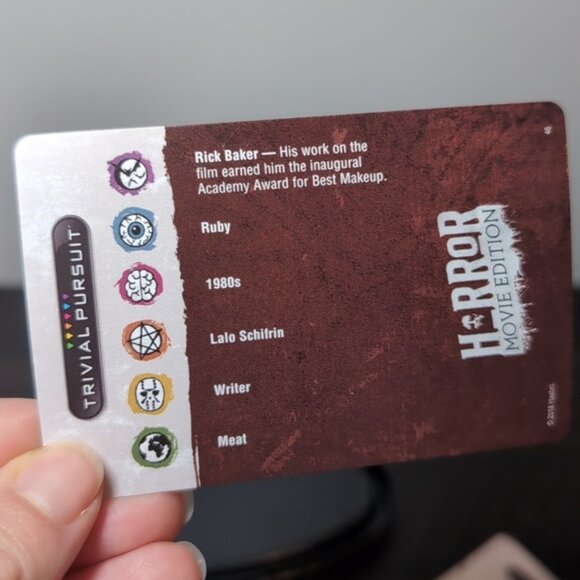 TRIVIAL PURSUIT
Rick Baker — His work on the
film earned him the inaugural
Academy Award for Best Makeup.
Ruby
1980s
Lalo Schifrin
Writer
Meat
HORROR
MOVIE EDITION
46
© 2018 Hasbro.